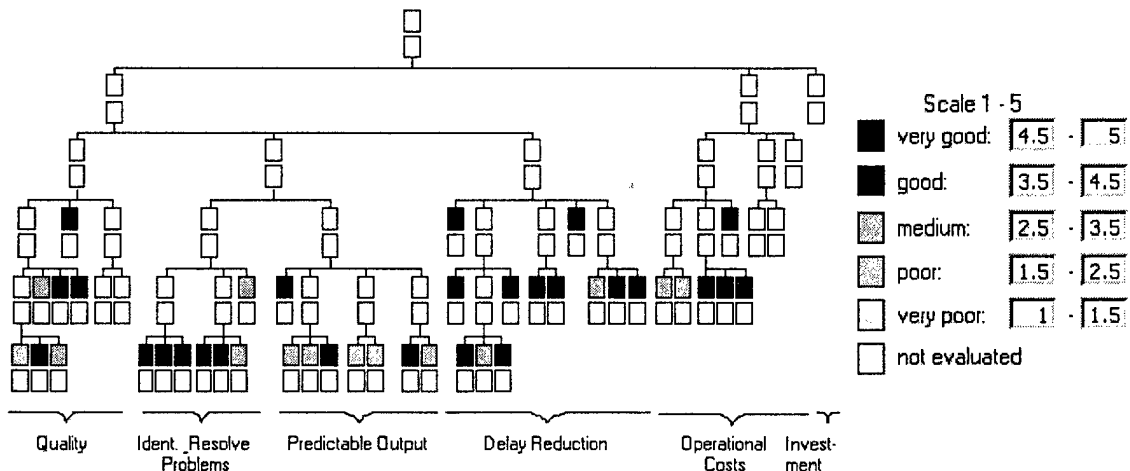 Scale 1 - 5
very good: 4.5 - 5
good: 3.5 - 4.5
medium: 2.5 - 3.5
poor: 1.5 - 2.5
very poor: 1 - 1.5
not evaluated
Quality
Ident. _Resolve
Problems
Predictable Output
Delay Reduction
Operational
Costs
Invest-
ment